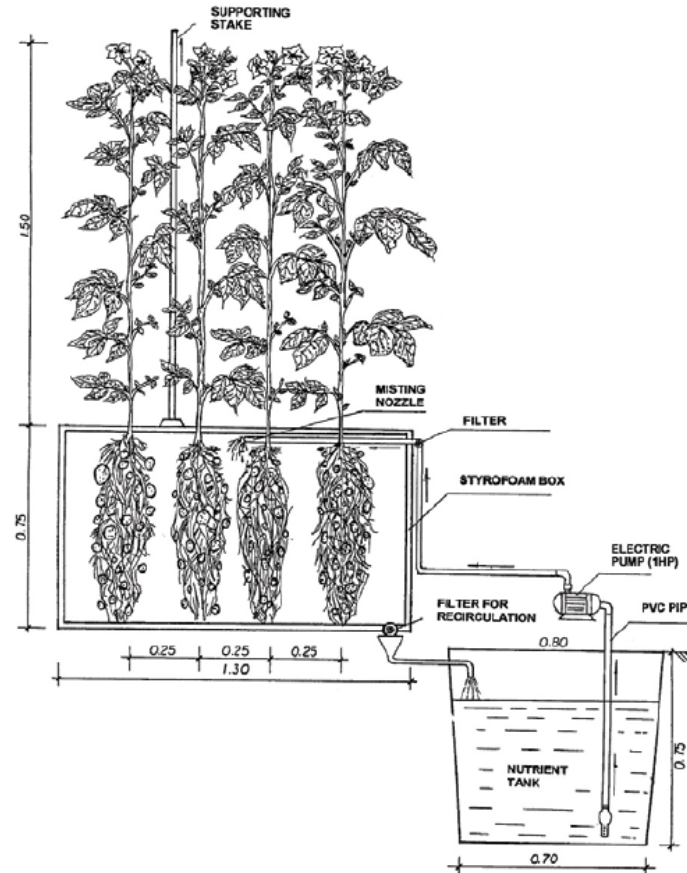 SUPPORTING
STAKE
1.50
MISTING
NOZZLE
FILTER
STYROFOAM BOX
0.75
ELECTRIC
PUMP (1HP)
PVC PIP
FILTER FOR
RECIRCULATION
0.25 0.25 0.25
1.30
0.80
NUTRIENT
TANK
0.75
0.70